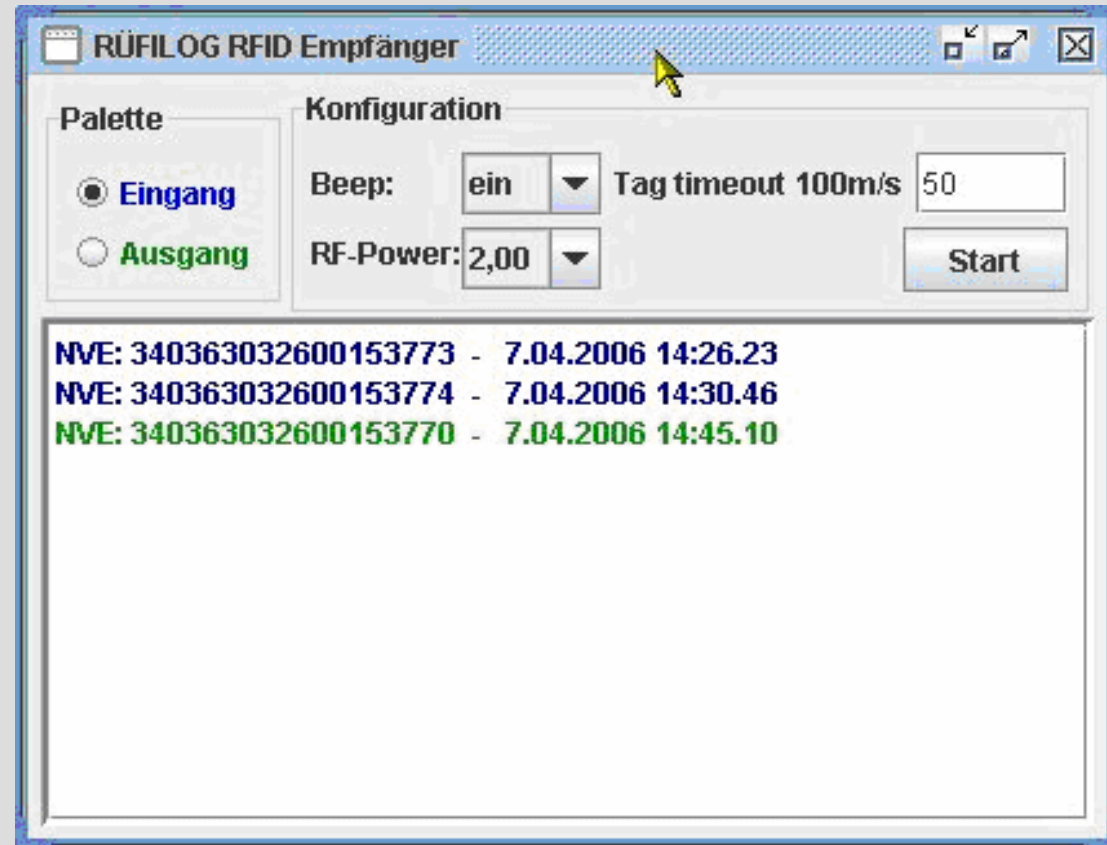 RÜFILOG RFID Empfänger
Palette
Eingang
Ausgang
Konfiguration
Beep: ein Tag timeout 100m/s 50
RF-Power: 2,00 Start
NVE: 340363032600153773 - 7.04.2006 14:26.23
NVE: 340363032600153774 - 7.04.2006 14:30.46
NVE: 340363032600153770 - 7.04.2006 14:45.10